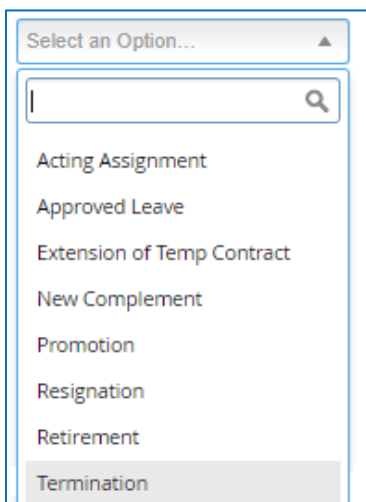 Select an Option...
Acting Assignment
Approved Leave
Extension of Temp Contract
New Complement
Promotion
Resignation
Retirement
Termination